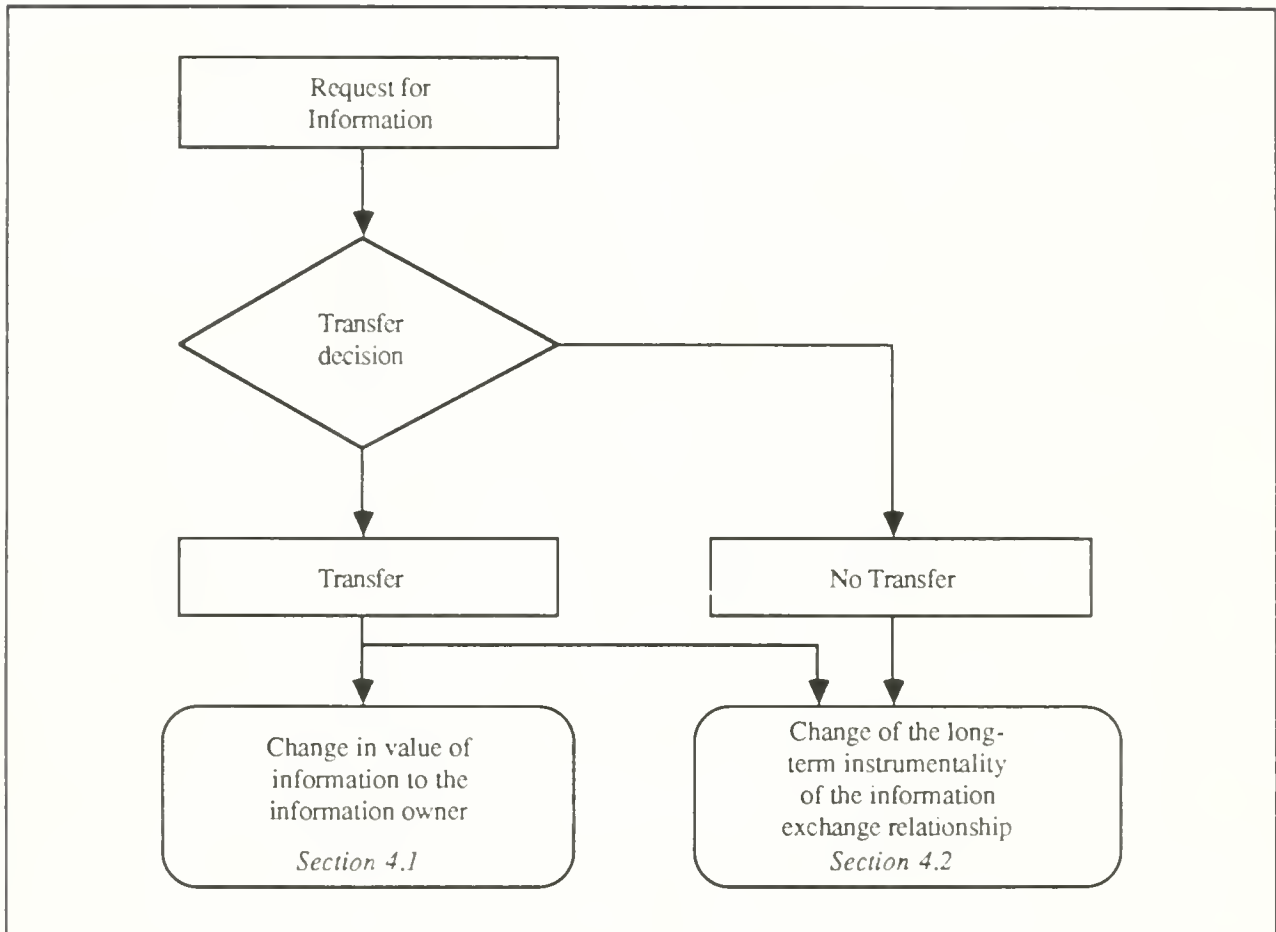 Request for
Information
Transfer
decision
Transfer
No Transfer
Change in value of
information to the
information owner
Section 4.1
Change of the long-
term instrumentality
of the information
exchange relationship
Section 4.2